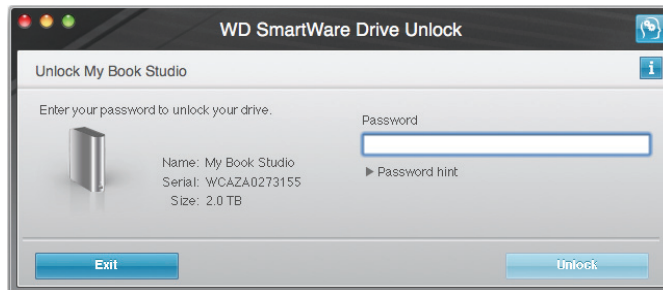 WD SmartWare Drive Unlock
Unlock My Book Studio
i
Enter your password to unlock your drive.
Name: My Book Studio
Serial: WCAZA0273155
Size: 2.0 TB
Password
Password hint
Exit
Unlock